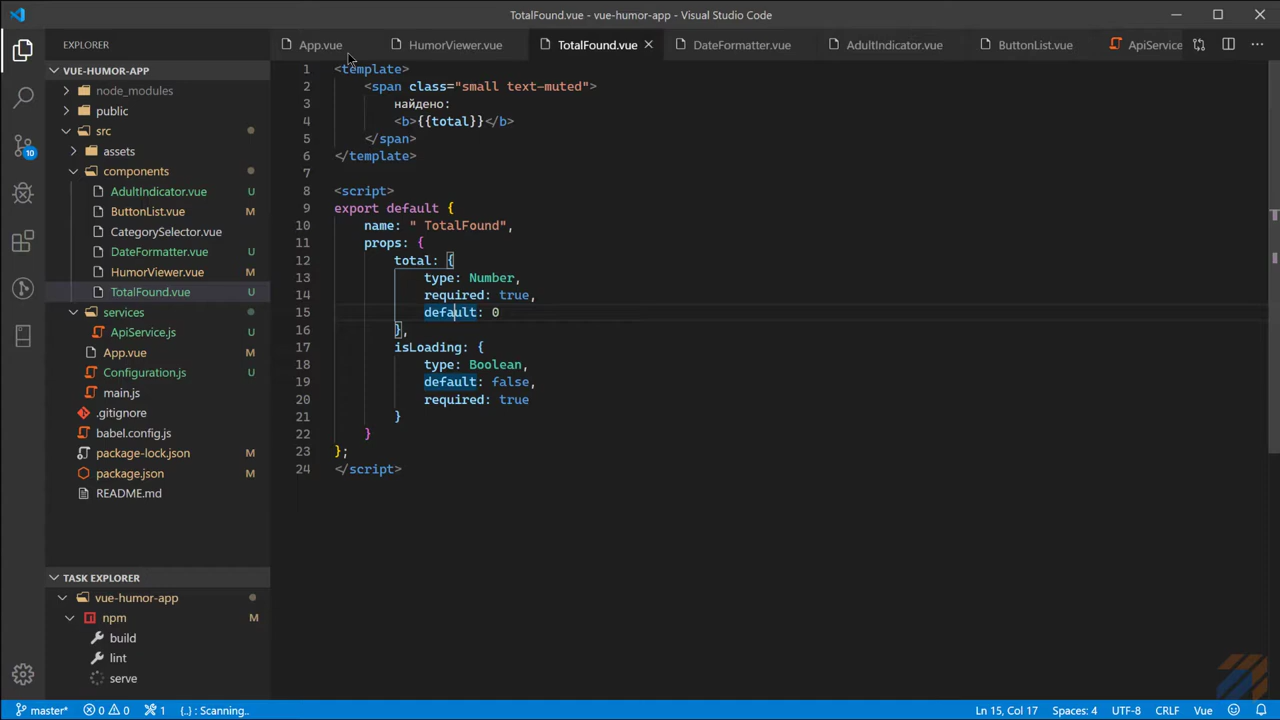 TotalFound.vue - vue-humor-app - Visual Studio Code
EXPLORER
App.vue
HumorViewer.vue
TotalFound.vue
DateFormatter.vue
AdultIndicator.vue
ButtonList.vue
ApiService
VUE-HUMOR-APP
node_modules
public
src
assets
components
AdultIndicator.vue U
ButtonList.vue M
CategorySelector.vue
DateFormatter.vue U
HumorViewer.vue M
TotalFound.vue U
services
ApiService.js U
App.vue M
Configuration.js U
main.js
.gitignore
babel.config.js
package-lock.json M
package.json M
README.md
10
TASK EXPLORER
vue-humor-app
npm M
build
lint
serve
1 <template>
2 <span class="small text-muted">
3 найдено:
4 <b>{{total}}</b>
5 </span>
6 </template>
7
8 <script>
9 export default {
10 name: " TotalFound",
11 props: {
12 total: {
13 type: Number,
14 required: true,
15 default: 0
16 },
17 isLoading: {
18 type: Boolean,
19 default: false,
20 required: true
21 }
22 }
23 };
24 </script>
master* 0 0 1 {..} : Scanning.. Ln 15, Col 17 Spaces: 4 UTF-8 CRLF Vue